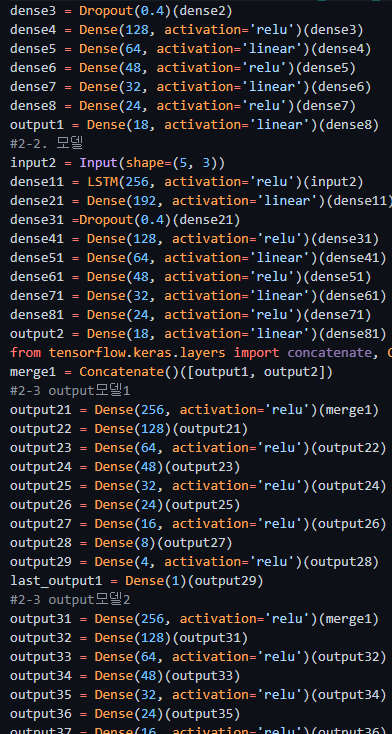 dense3 = Dropout(0.4)(dense2)
dense4 = Dense(128, activation='relu')(dense3)
dense5 = Dense(64, activation='linear')(dense4)
dense6 = Dense(48, activation='relu')(dense5)
dense7 = Dense(32, activation='linear')(dense6)
dense8 = Dense(24, activation='relu')(dense7)
output1 = Dense(18, activation='linear')(dense8)
#2-2. 모델
input2 = Input(shape=(5, 3))
dense11 = LSTM(256, activation='relu')(input2)
dense21 = Dense(192, activation='linear')(dense11)
dense31 =Dropout(0.4)(dense21)
dense41 = Dense(128, activation='relu')(dense31)
dense51 = Dense(64, activation='linear')(dense41)
dense61 = Dense(48, activation='relu')(dense51)
dense71 = Dense(32, activation='linear')(dense61)
dense81 = Dense(24, activation='relu')(dense71)
output2 = Dense(18, activation='linear')(dense81)
from tensorflow.keras.layers import concatenate,
merge1 = Concatenate()([output1, output2])
#2-3 output모델1
output21 = Dense(256, activation='relu')(merge1)
output22 = Dense(128)(output21)
output23 = Dense(64, activation='relu')(output22)
output24 = Dense(48)(output23)
output25 = Dense(32, activation='relu')(output24)
output26 = Dense(24)(output25)
output27 = Dense(16, activation='relu')(output26)
output28 = Dense(8)(output27)
output29 = Dense(4, activation='relu')(output28)
last_output1 = Dense(1)(output29)
#2-3 output모델2
output31 = Dense(256, activation='relu')(merge1)
output32 = Dense(128)(output31)
output33 = Dense(64, activation='relu')(output32)
output34 = Dense(48)(output33)
output35 = Dense(32, activation='relu')(output34)
output36 = Dense(24)(output35)
output37 = Dense(16, activation='relu')(output36)